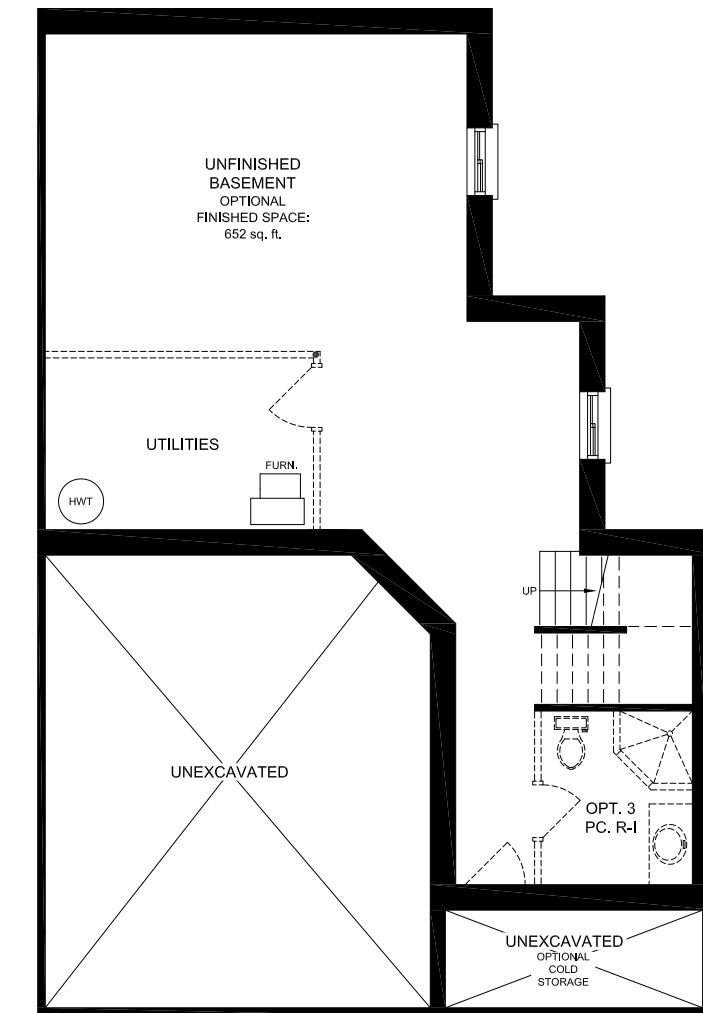 UNFINISHED
BASEMENT
OPTIONAL
FINISHED SPACE:
652 sq. ft.
UTILITIES
FURN.
HWT
UP
UNEXCAVATED
OPT. 3
PC. R-I
UNEXCAVATED
OPTIONAL
COLD
STORAGE